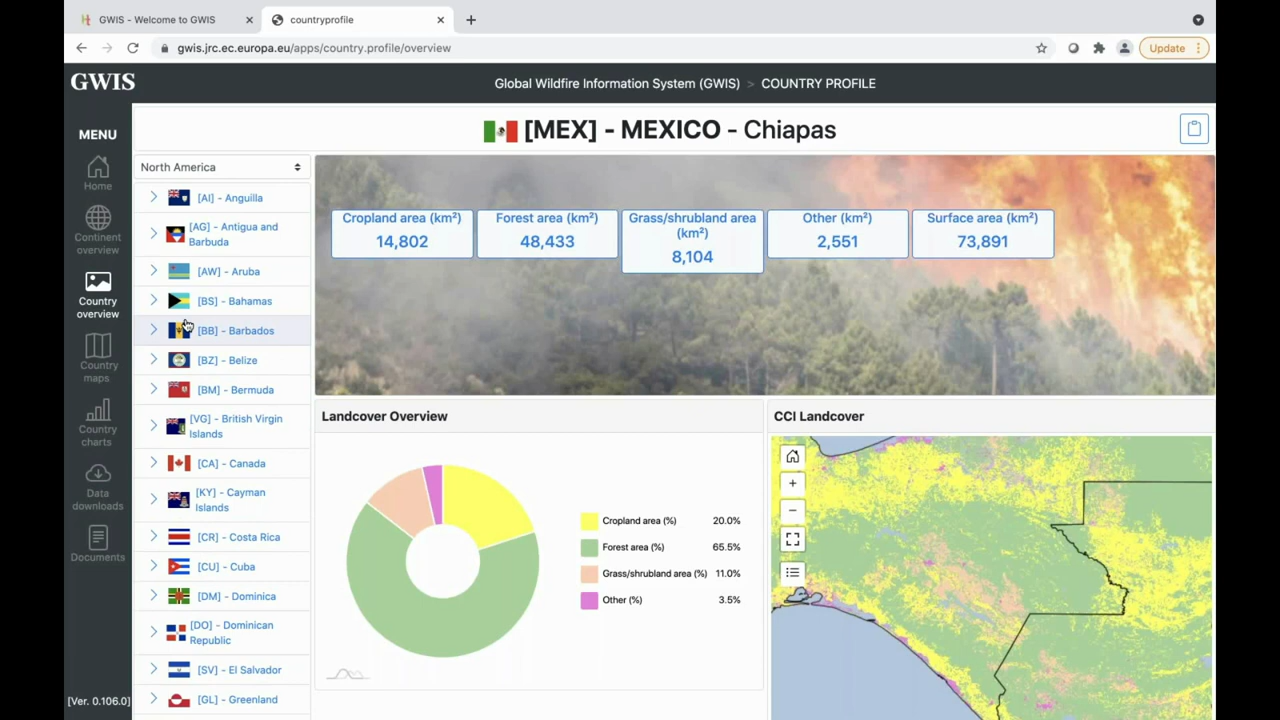 GWIS - Welcome to GWIS
countryprofile
gwis.jrc.ec.europa.eu/apps/country.profile/overview
Update
GWIS
Global Wildfire Information System (GWIS) > COUNTRY PROFILE
MENU
Home
Continent
overview
Country
overview
Country
maps
Country
charts
Data
downloads
Documents
[Ver. 0.106.0]
[MEX] - MEXICO - Chiapas
North America
[AI] - Anguilla
[AG] - Antigua and
Barbuda
[AW] - Aruba
[BS] - Bahamas
[BB] - Barbados
[BZ] - Belize
[BM] - Bermuda
[VG] - British Virgin
Islands
[CA] - Canada
[KY] - Cayman
Islands
[CR] - Costa Rica
[CU] - Cuba
[DM] - Dominica
[DO] - Dominican
Republic
[SV] - El Salvador
[GL] - Greenland
Cropland area (km²)
14,802
Forest area (km²)
48,433
Grass/shrubland area
(km²)
8,104
Other (km²)
2,551
Surface area (km²)
73,891
Landcover Overview
Cropland area (%) 20.0%
Forest area (%) 65.5%
Grass/shrubland area (%) 11.0%
Other (%) 3.5%
CCI Landcover